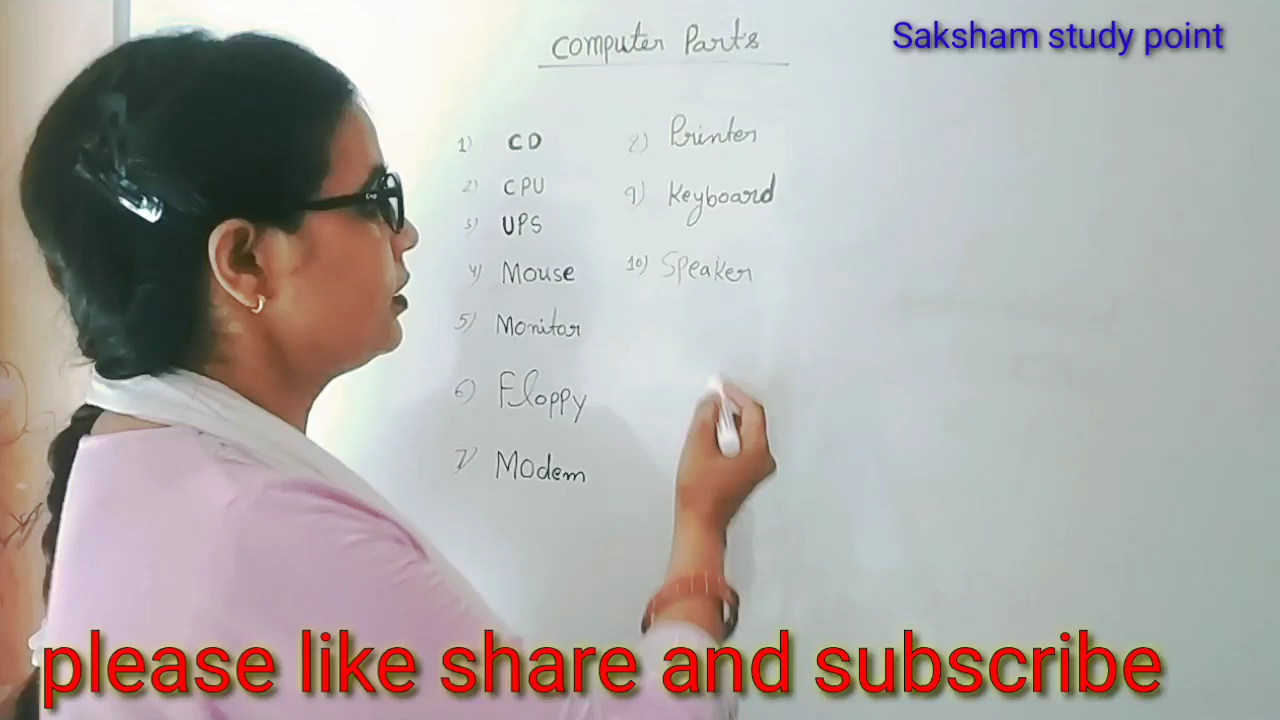 Computer Parts
Saksham study point
1) CD
2) CPU
3) UPS
4) Mouse
5) Monitor
6) Floppy
7) Modem
8) Printer
9) Keyboard
10) Speaker
please like share and subscribe